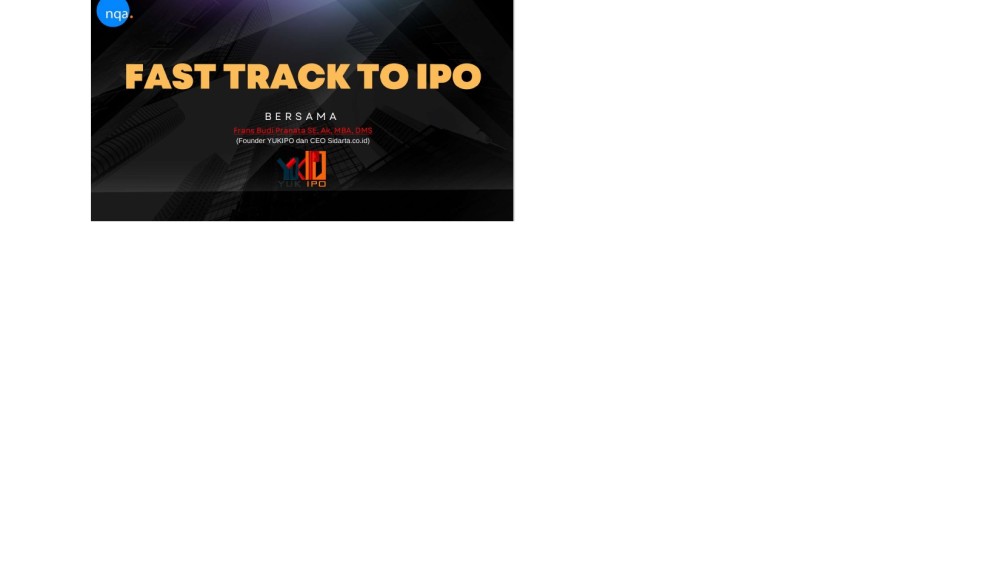 nqa.
FAST TRACK TO IPO
BERSAMA
Frans Budi Pranata SE, Ak, MBA, DMS
(Founder YUKIPO dan CEO Sidarta.co.id)
YUK IPO